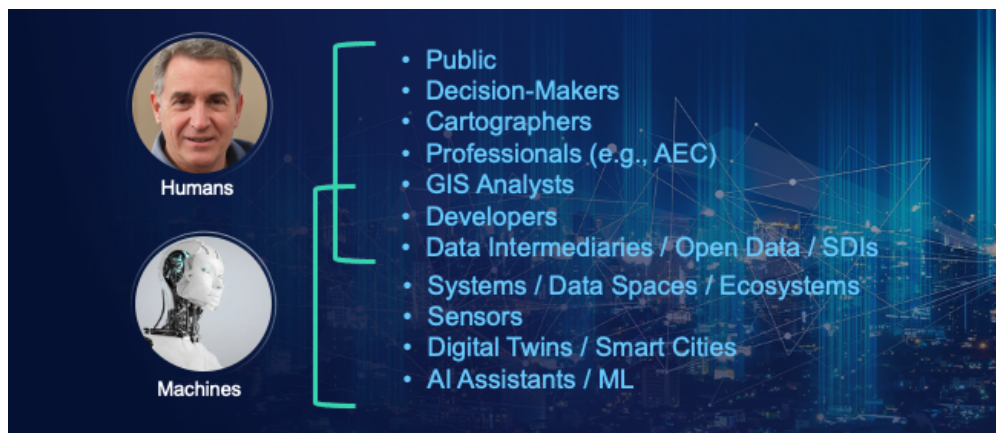 Humans
Machines
• Public
• Decision-Makers
• Cartographers
• Professionals (e.g., AEC)
• GIS Analysts
• Developers
• Data Intermediaries / Open Data / SDIs
• Systems / Data Spaces / Ecosystems
• Sensors
• Digital Twins / Smart Cities
• AI Assistants / ML